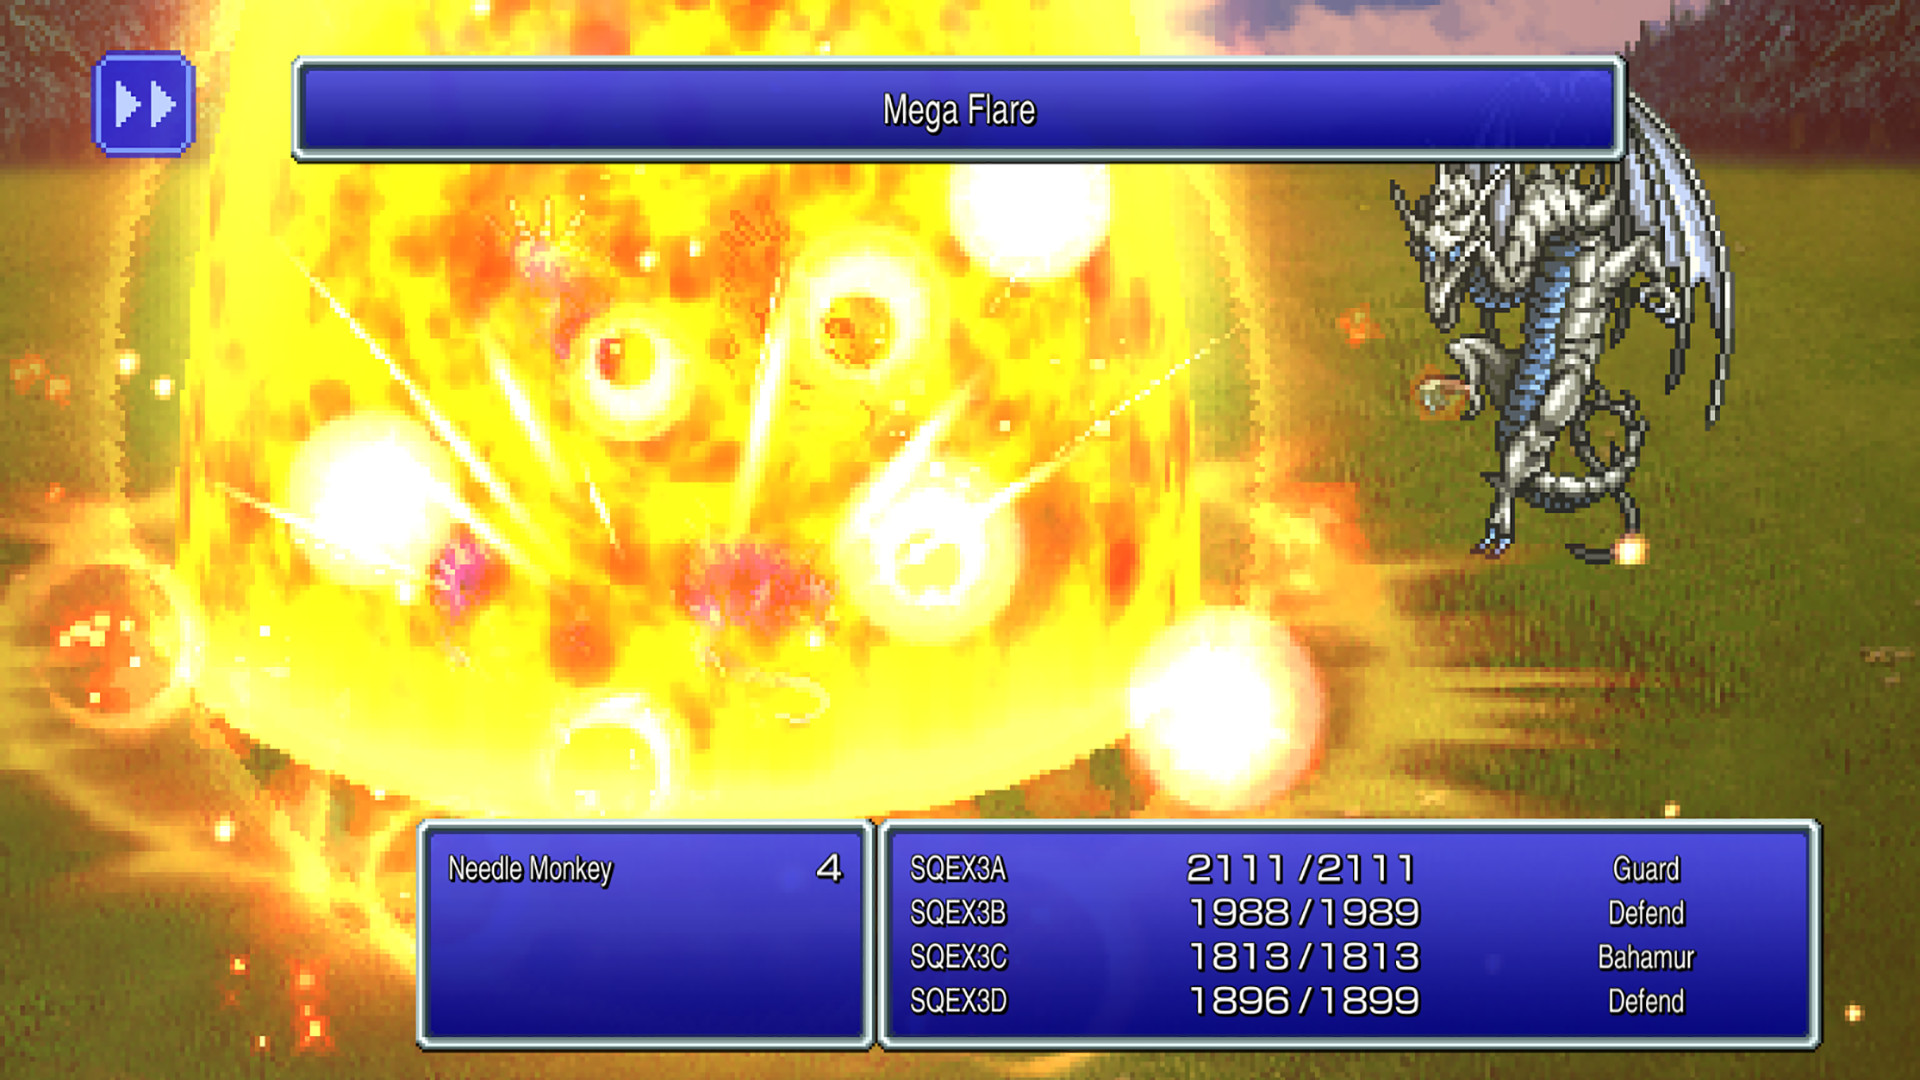 Mega Flare
Needle Monkey 4
SQEX3A 2111/2111 Guard
SQEX3B 1988/1989 Defend
SQEX3C 1813/1813 Bahamur
SQEX3D 1896/1899 Defend